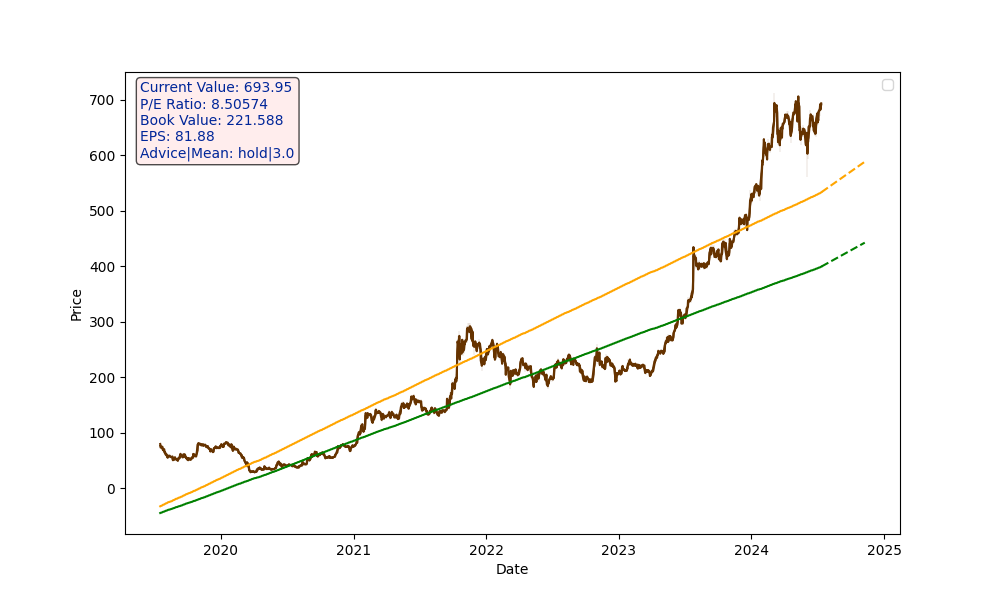 Current Value: 693.95
P/E Ratio: 8.50574
Book Value: 221.588
EPS: 81.88
Advice|Mean: hold|3.0
700
600
500
400
300
200
100
0
Price
2020 2021 2022 2023 2024 2025
Date